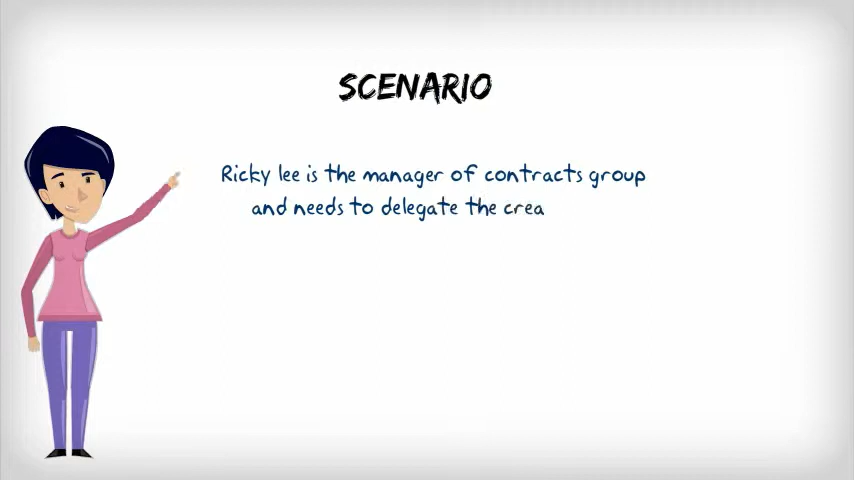 SCENARIO
Ricky lee is the manager of contracts group
and needs to delegate the crea